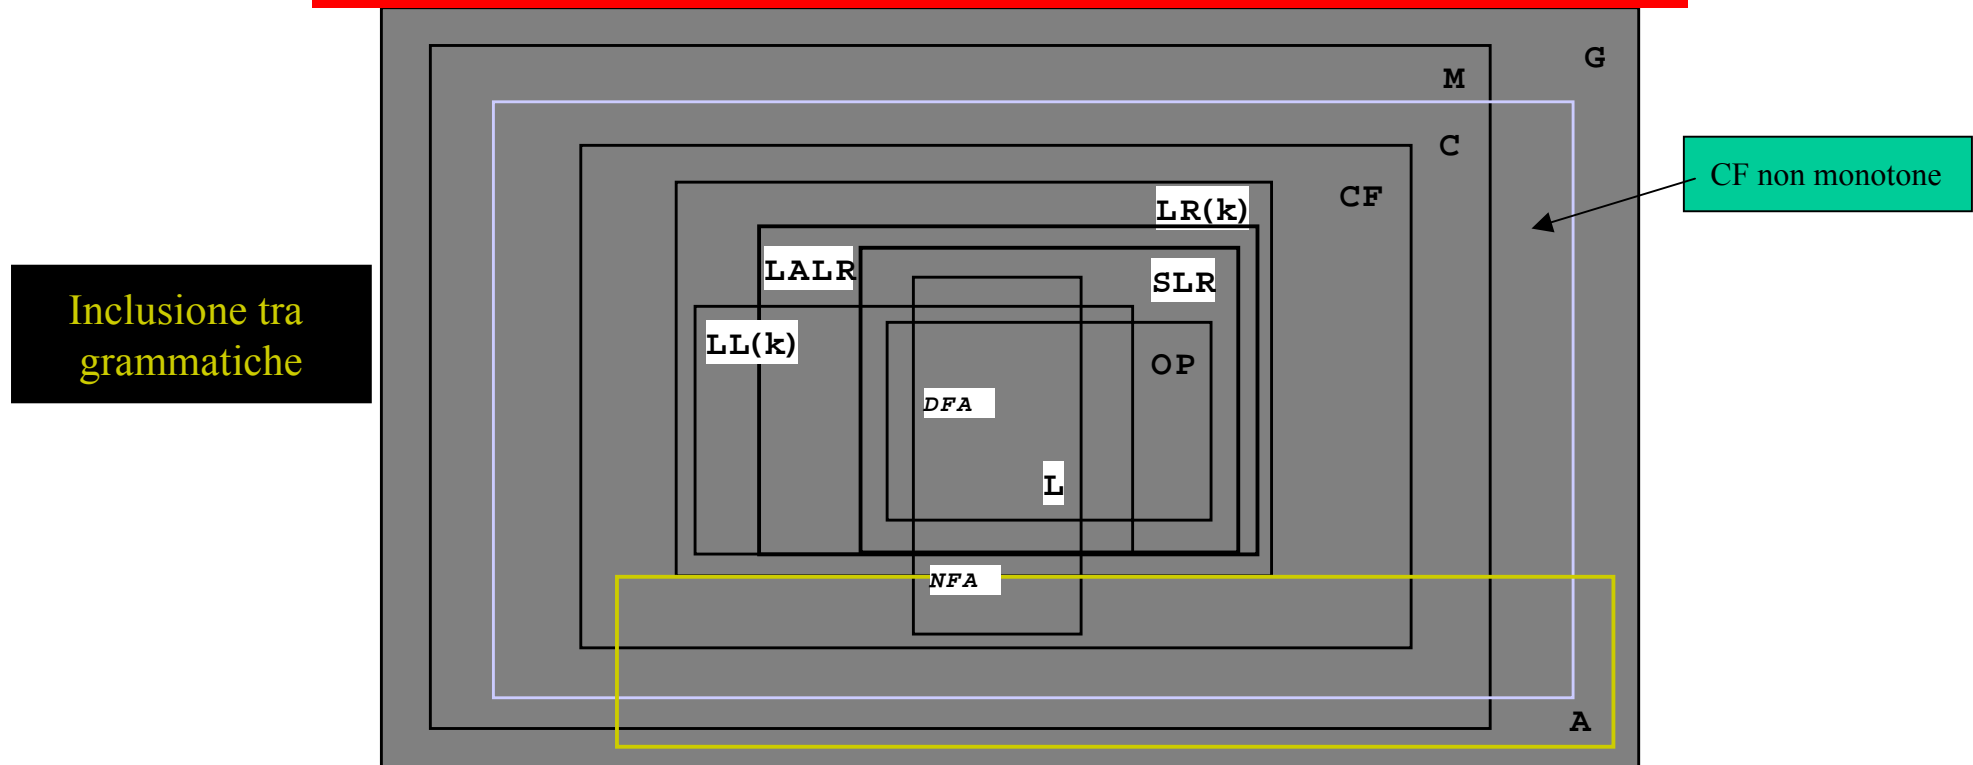 G
M
C
CF non monotone
CF
LR(k)
LALR
SLR
Inclusione tra
grammatiche
LL(k)
OP
DFA
L
NFA
A